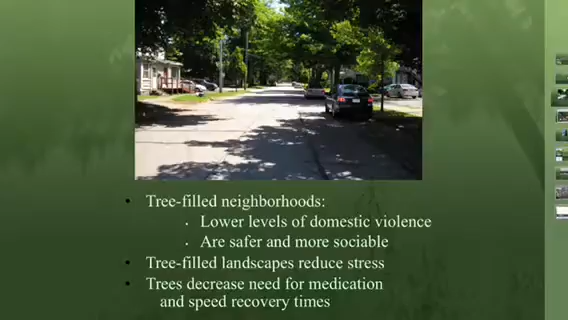 • Tree-filled neighborhoods:
• Lower levels of domestic violence
• Are safer and more sociable
• Tree-filled landscapes reduce stress
• Trees decrease need for medication
and speed recovery times